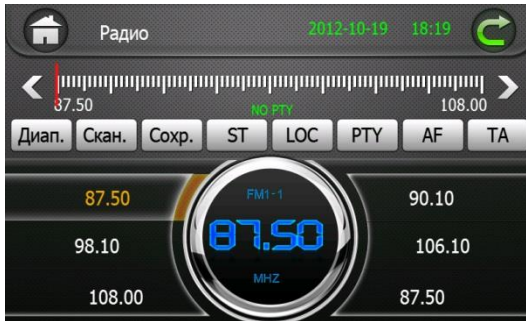 Радио 2012-10-19 18:19
87.50 NO PTY 108.00
Диап. Скан. Сохр. ST LOC PTY AF TA
87.50 FM1-1 90.10
98.10 87.50 106.10
108.00 MHZ 87.50